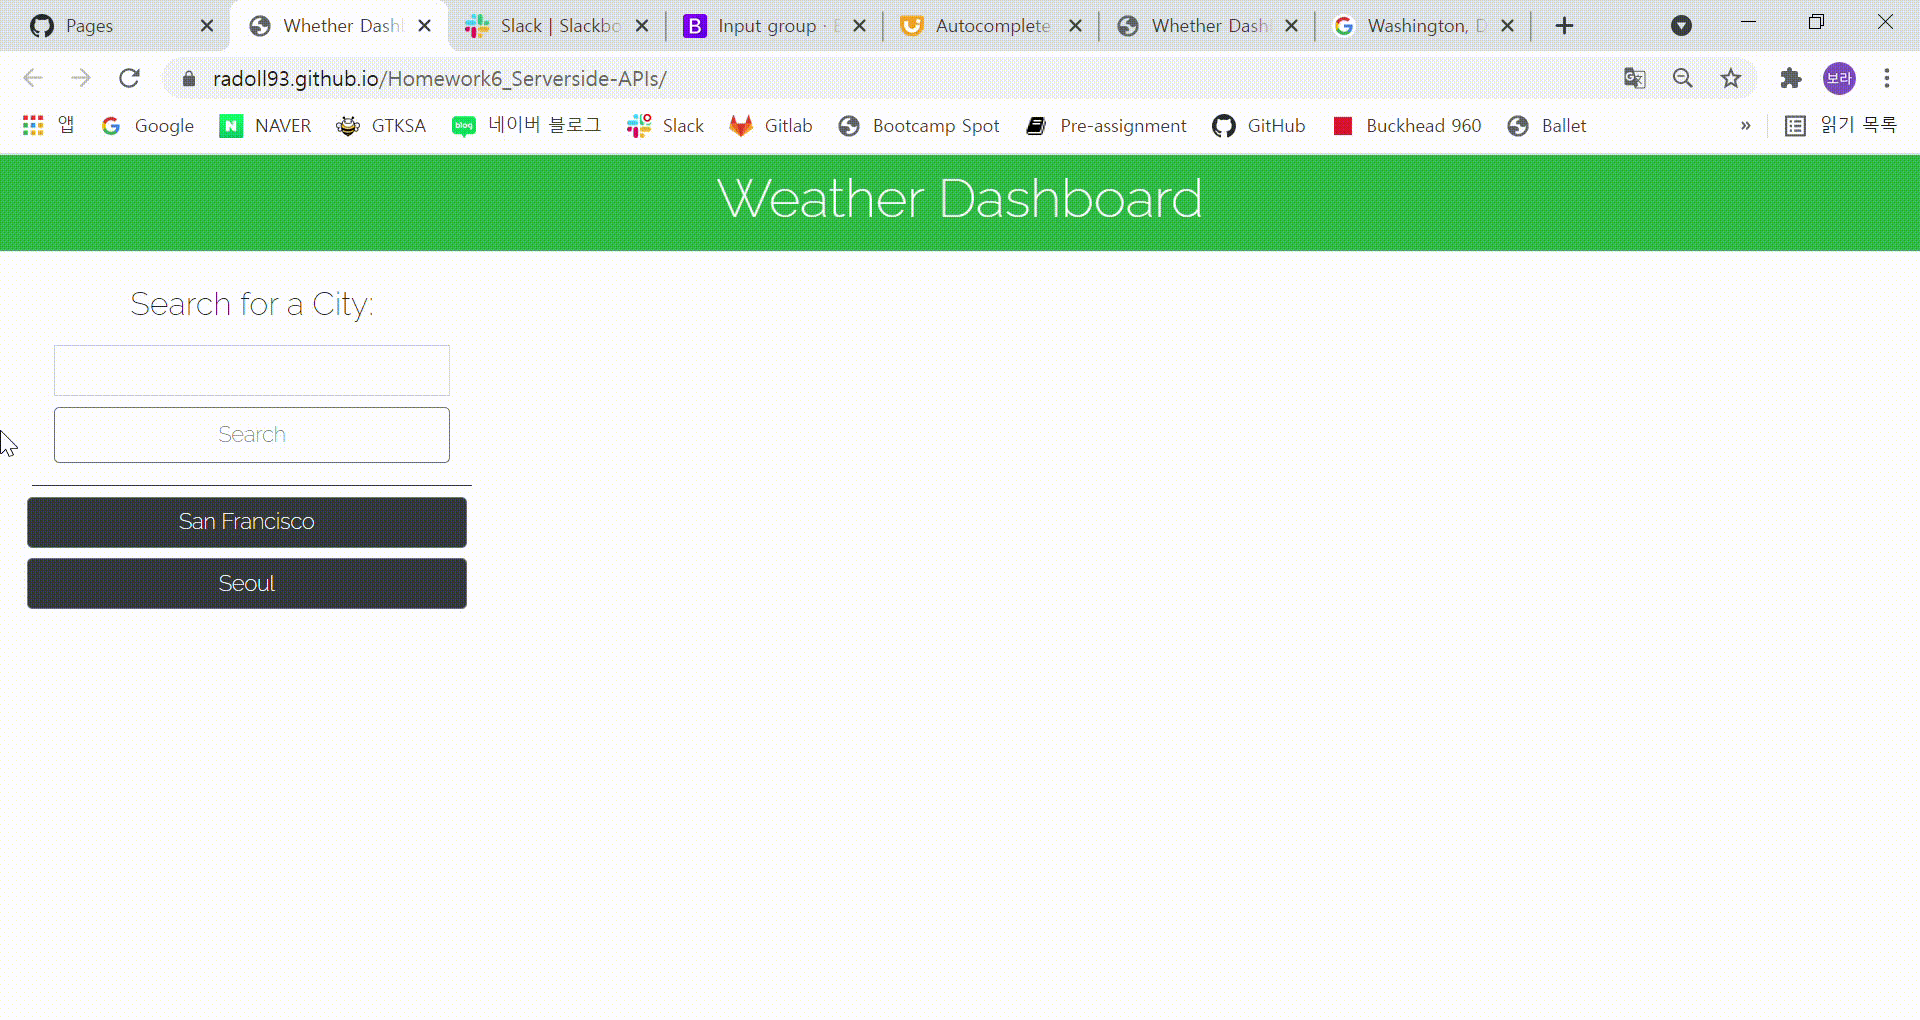 Pages Whether Dashb Slack | Slackbo Input group · B Autocomplete Whether Dash Washington, D
radoll93.github.io/Homework6_Serverside-APIs/ 보라
앱 Google NAVER GTKSA blog 네이버 블로그 Slack Gitlab Bootcamp Spot Pre-assignment GitHub Buckhead 960 Ballet » 읽기 목록
Weather Dashboard
Search for a City:
Search
San Francisco
Seoul